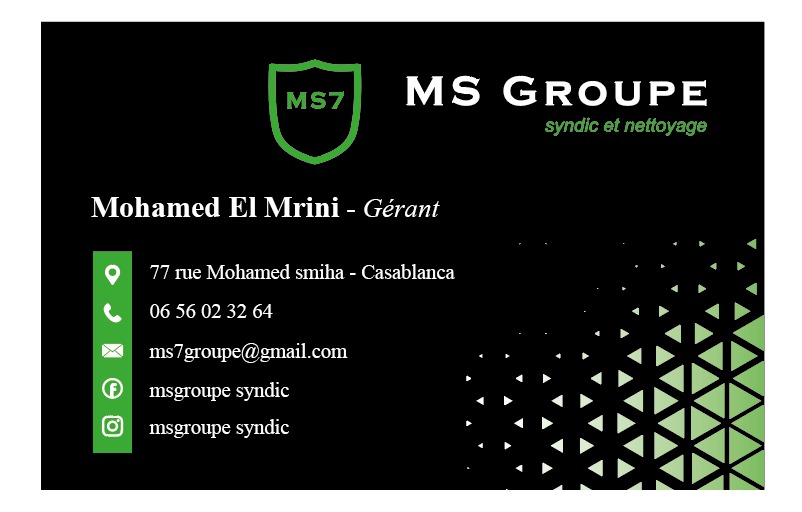 MS7
MS GROUPE
syndic et nettoyage
Mohamed El Mrini - Gérant
77 rue Mohamed smiha - Casablanca
06 56 02 32 64
ms7groupe@gmail.com
msgroupe syndic
msgroupe syndic